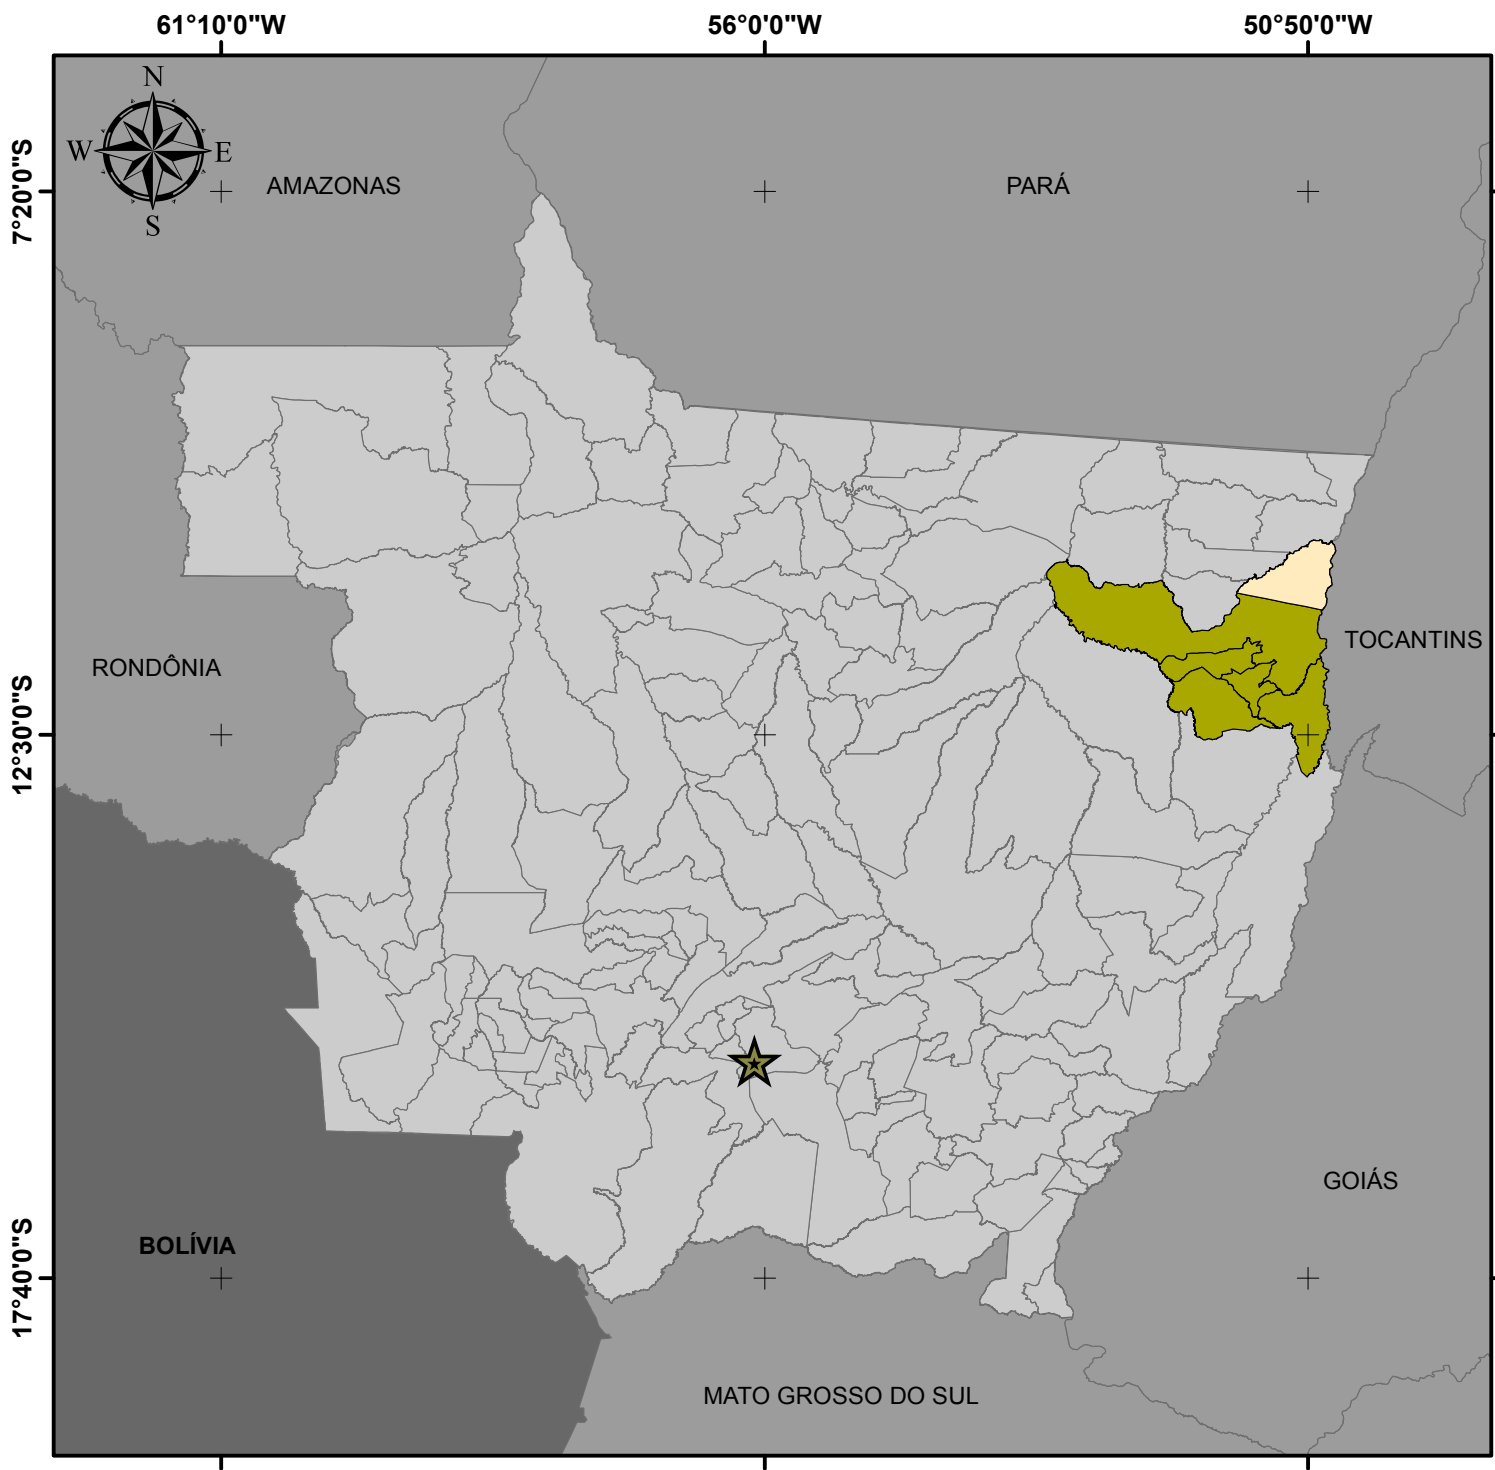 61°10'0"W 56°0'0"W 50°50'0"W
N
W E
S
7°20'0"S
AMAZONAS
PARÁ
RONDÔNIA
TOCANTINS
12°30'0"S
GOIÁS
BOLÍVIA
17°40'0"S
MATO GROSSO DO SUL